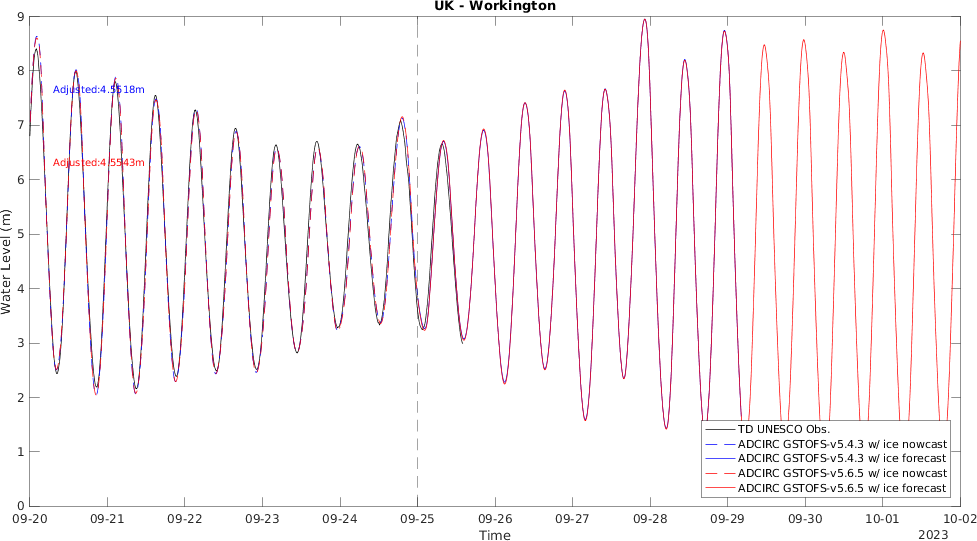 UK - Workington
9
8
7
6
5
4
3
2
1
0
Water Level (m)
Adjusted:4.5518m
Adjusted:4.5543m
TD UNESCO Obs.
ADCIRC GSTOFS-v5.4.3 w/ ice nowcast
ADCIRC GSTOFS-v5.4.3 w/ ice forecast
ADCIRC GSTOFS-v5.6.5 w/ ice nowcast
ADCIRC GSTOFS-v5.6.5 w/ ice forecast
09-20 09-21 09-22 09-23 09-24 09-25 09-26 09-27 09-28 09-29 09-30 10-01 10-02
Time
2023